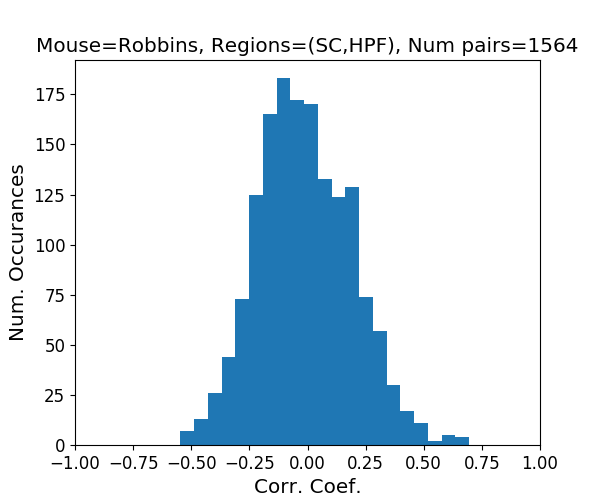 Mouse=Robbins, Regions=(SC,HPF), Num pairs=1564
175
150
125
100
75
50
25
0
Num. Occurances
−1.00 −0.75 −0.50 −0.25 0.00 0.25 0.50 0.75 1.00
Corr. Coef.